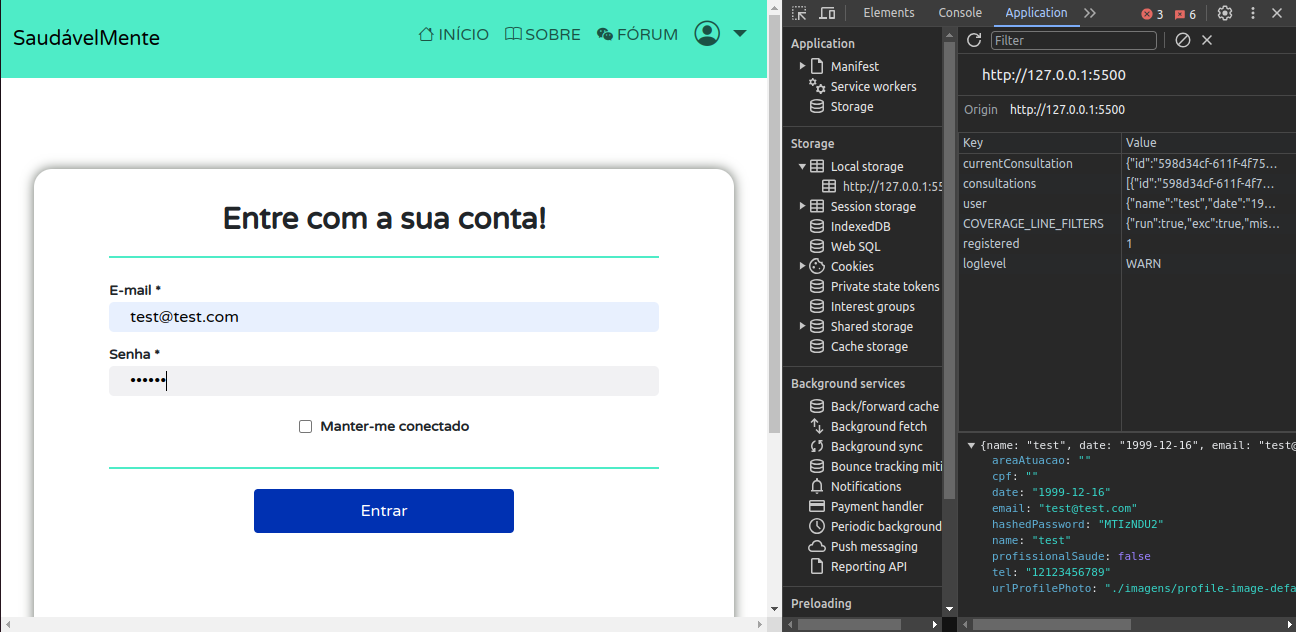 SaudávelMente
INÍCIO SOBRE FÓRUM
Entre com a sua conta!
E-mail *
test@test.com
Senha *
••••••
Manter-me conectado
Entrar
Elements Console Application 3 6
Application
Manifest
Service workers
Storage
Storage
Local storage
http://127.0.0.1:55
Session storage
IndexedDB
Web SQL
Cookies
Private state tokens
Interest groups
Shared storage
Cache storage
Background services
Back/forward cache
Background fetch
Background sync
Bounce tracking miti
Notifications
Payment handler
Periodic background
Push messaging
Reporting API
Preloading
Filter
http://127.0.0.1:5500
Origin http://127.0.0.1:5500
Key Value
currentConsultation {"id":"598d34cf-611f-4f75...
consultations [{"id":"598d34cf-611f-4f7...
user {"name":"test","date":"19...
COVERAGE_LINE_FILTERS {"run":true,"exc":true,"mis...
registered 1
loglevel WARN
{name: "test", date: "1999-12-16", email: "test@
areaAtuacao: ""
cpf: ""
date: "1999-12-16"
email: "test@test.com"
hashedPassword: "MTIzNDU2"
name: "test"
profissionalSaude: false
tel: "12123456789"
urlProfilePhoto: "./imagens/profile-image-defa